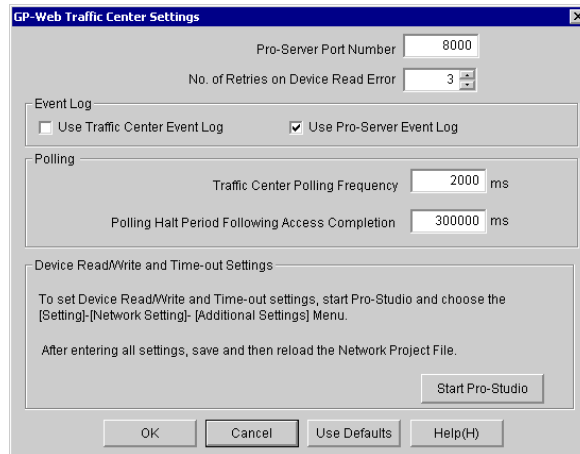 GP-Web Traffic Center Settings
Pro-Server Port Number 8000
No. of Retries on Device Read Error 3
Event Log
Use Traffic Center Event Log Use Pro-Server Event Log
Polling
Traffic Center Polling Frequency 2000 ms
Polling Halt Period Following Access Completion 300000 ms
Device Read/Write and Time-out Settings
To set Device Read/Write and Time-out settings, start Pro-Studio and choose the
[Setting]-[Network Setting]- [Additional Settings] Menu.
After entering all settings, save and then reload the Network Project File.
Start Pro-Studio
OK Cancel Use Defaults Help(H)